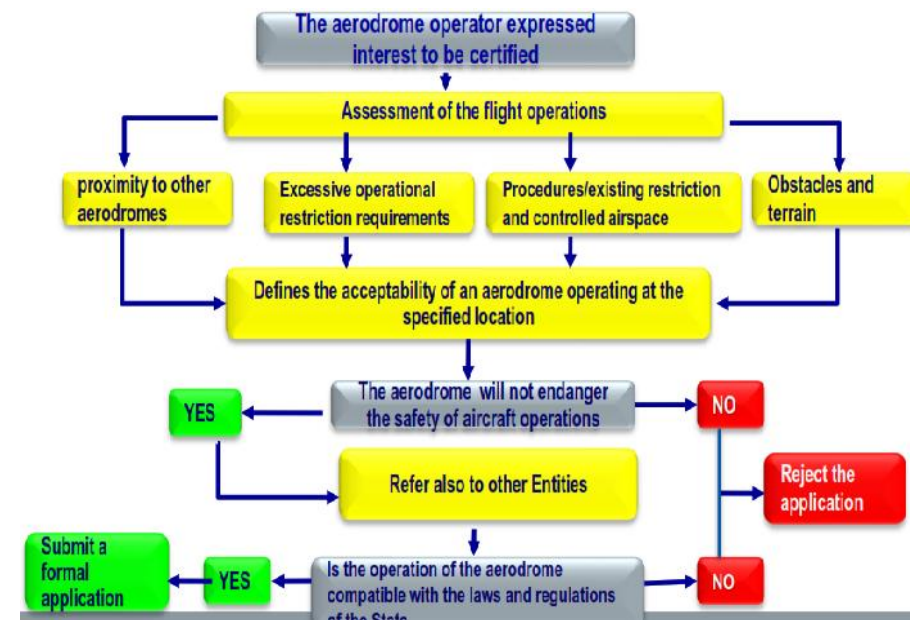 The aerodrome operator expressed
interest to be certified
Assessment of the flight operations
proximity to other
aerodromes
Excessive operational
restriction requirements
Procedures/existing restriction
and controlled airspace
Obstacles and
terrain
Defines the acceptability of an aerodrome operating at the
specified location
YES
The aerodrome will not endanger
the safety of aircraft operations
NO
Refer also to other Entities
Reject the
application
Submit a
formal
application
YES
Is the operation of the aerodrome
compatible with the laws and regulations
of the State
NO